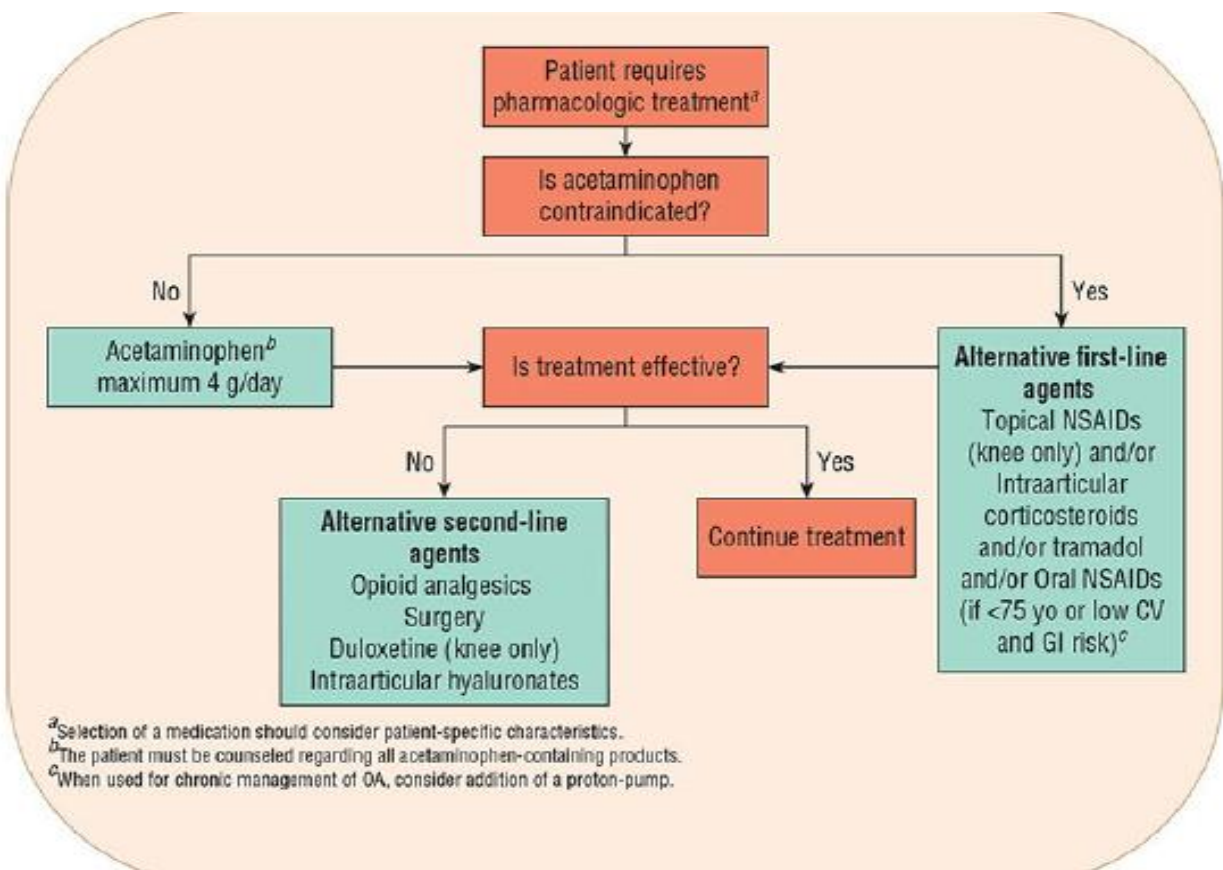 Patient requires
pharmacologic treatmentᵃ
Is acetaminophen
contraindicated?
No
Yes
Acetaminophenᵇ
maximum 4 g/day
Is treatment effective?
Alternative first-line
agents
Topical NSAIDs
(knee only) and/or
Intraarticular
corticosteroids
and/or tramadol
and/or Oral NSAIDs
(if <75 yo or low CV
and GI risk)ᶜ
No
Yes
Alternative second-line
agents
Opioid analgesics
Surgery
Duloxetine (knee only)
Intraarticular hyaluronates
Continue treatment
ᵃSelection of a medication should consider patient-specific characteristics.
ᵇThe patient must be counseled regarding all acetaminophen-containing products.
ᶜWhen used for chronic management of OA, consider addition of a proton-pump.